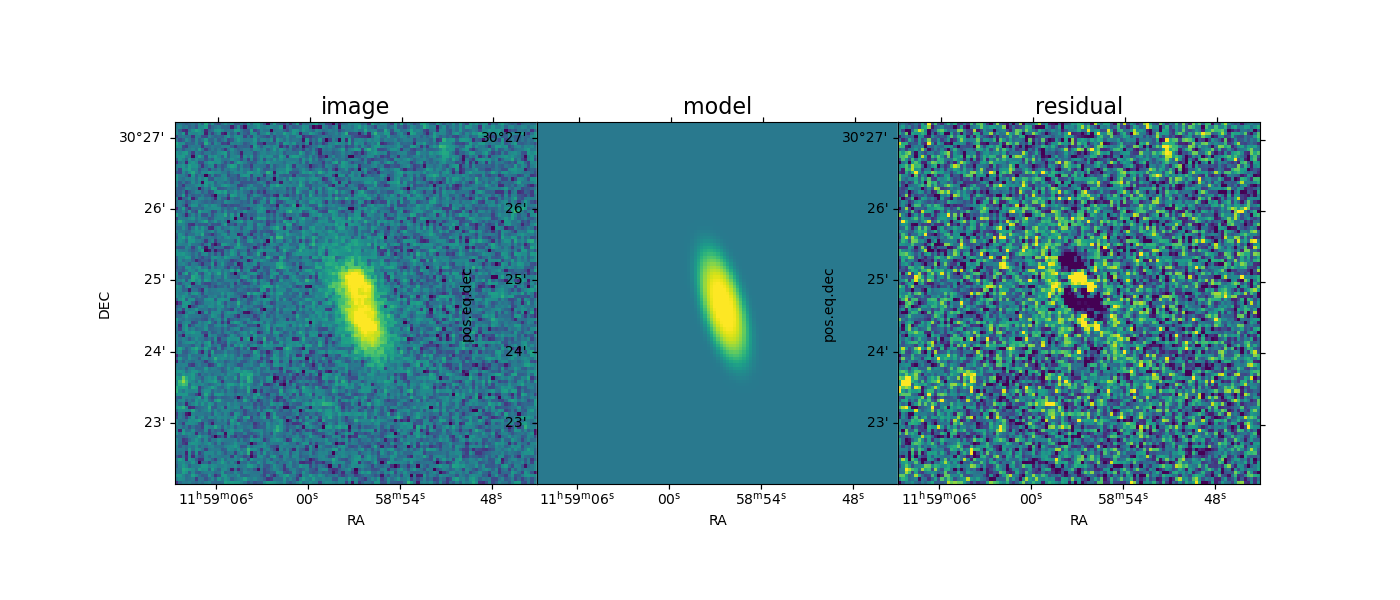 image model residual
30°27' 30°27' 30°27'
26' 26' 26'
25' 25' 25'
DEC pos.eq.dec pos.eq.dec
24' 24' 24'
23' 23' 23'
11ʰ59ᵐ06ˢ 00ˢ 58ᵐ54ˢ 48ˢ 11ʰ59ᵐ06ˢ 00ˢ 58ᵐ54ˢ 48ˢ 11ʰ59ᵐ06ˢ 00ˢ 58ᵐ54ˢ 48ˢ
RA RA RA